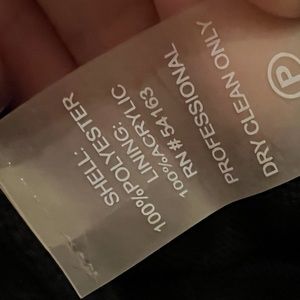 SHELL:
100%POLYESTER
LINING:
100%ACRYLIC
RN#54163
PROFESSIONAL
DRY CLEAN ONLY
P